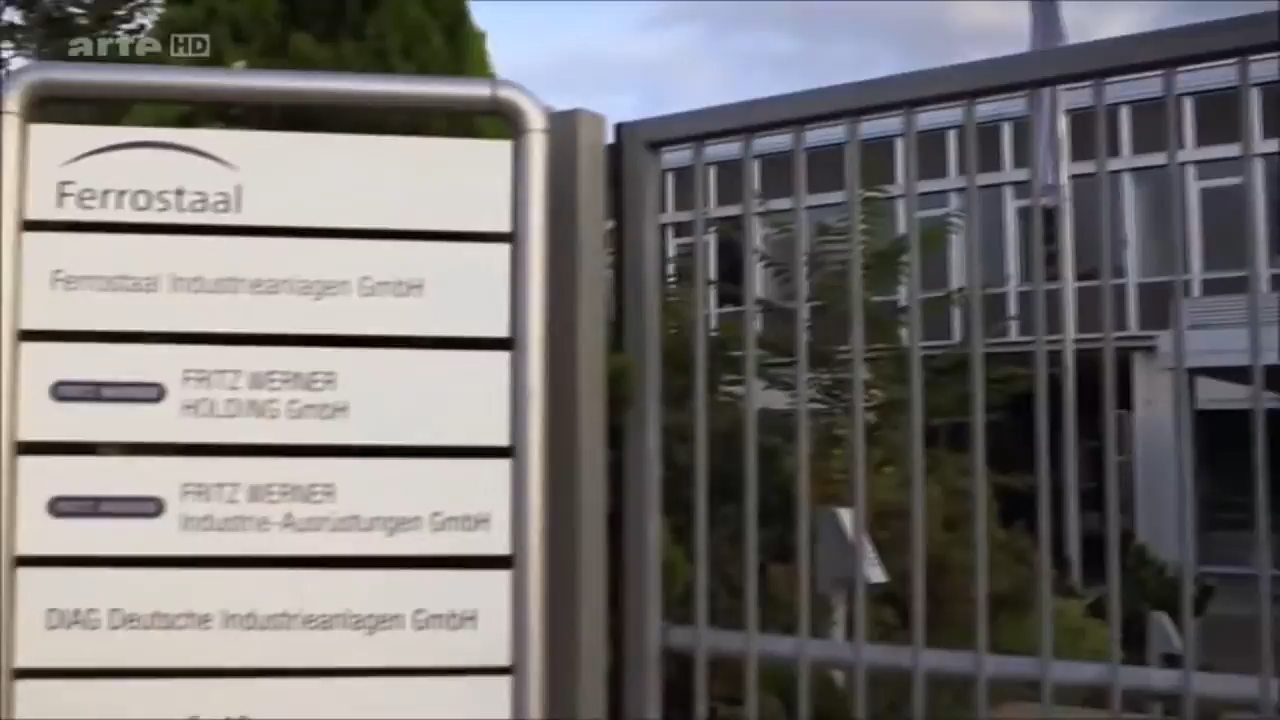 arte HD
Ferrostaal
Ferrostaal Industrieanlagen GmbH
FRITZ WERNER
HOLDING GmbH
FRITZ WERNER
Industrie-Ausrüstungen GmbH
DIAG Deutsche Industrieanlagen GmbH